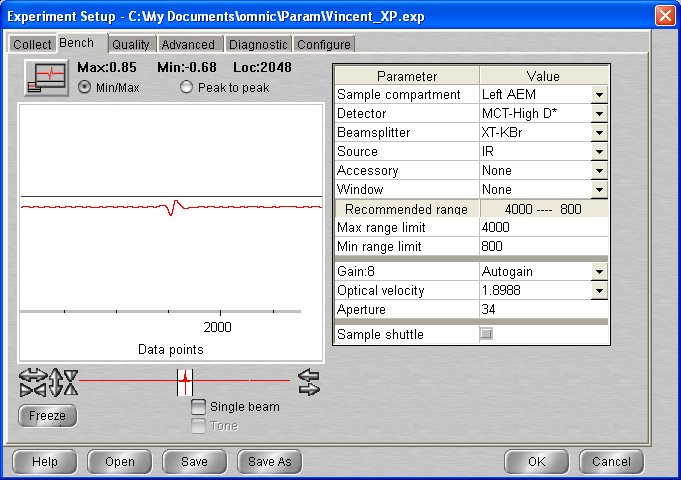 Experiment Setup - C:\My Documents\omnic\Param\Vincent_XP.exp
Collect Bench Quality Advanced Diagnostic Configure
Max:0.85 Min:-0.68 Loc:2048
Min/Max Peak to peak
2000
Data points
Single beam
Tone
Freeze
Parameter Value
Sample compartment Left AEM
Detector MCT-High D*
Beamsplitter XT-KBr
Source IR
Accessory None
Window None
Recommended range 4000 ---- 800
Max range limit 4000
Min range limit 800
Gain:8 Autogain
Optical velocity 1.8988
Aperture 34
Sample shuttle
Help Open Save Save As OK Cancel